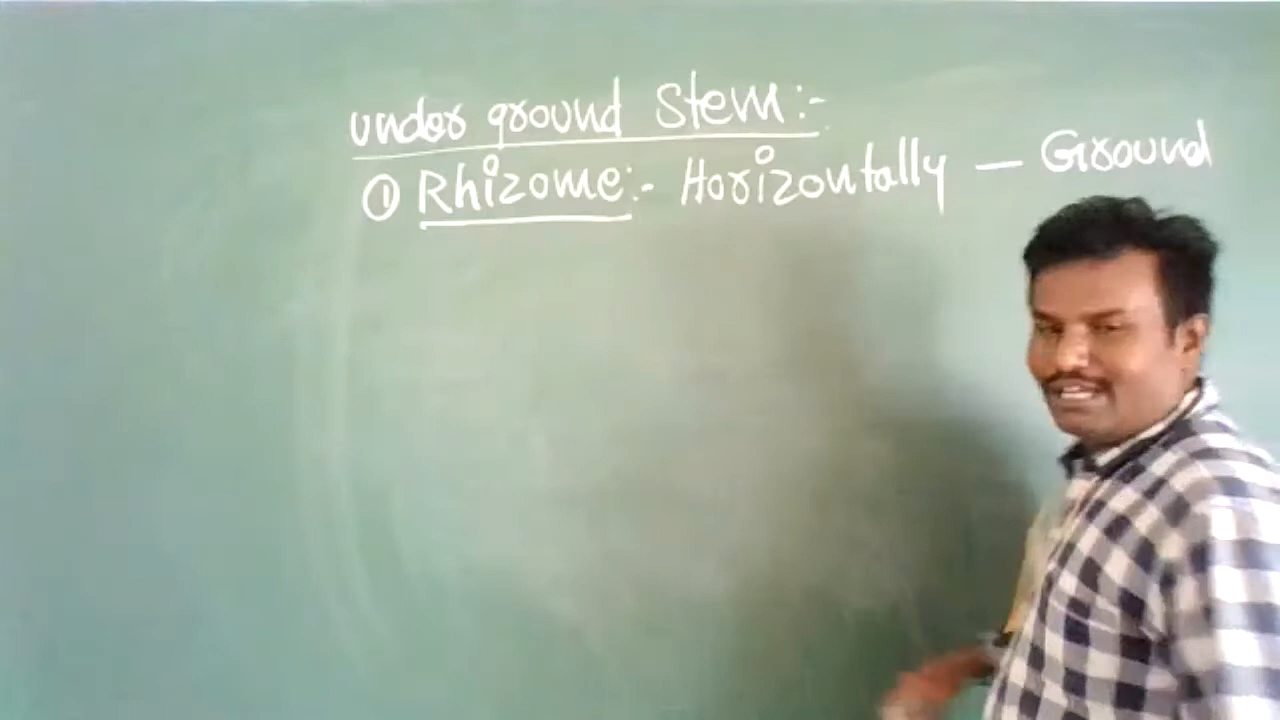 under ground Stem:-
① Rhizome:- Horizontally — Ground